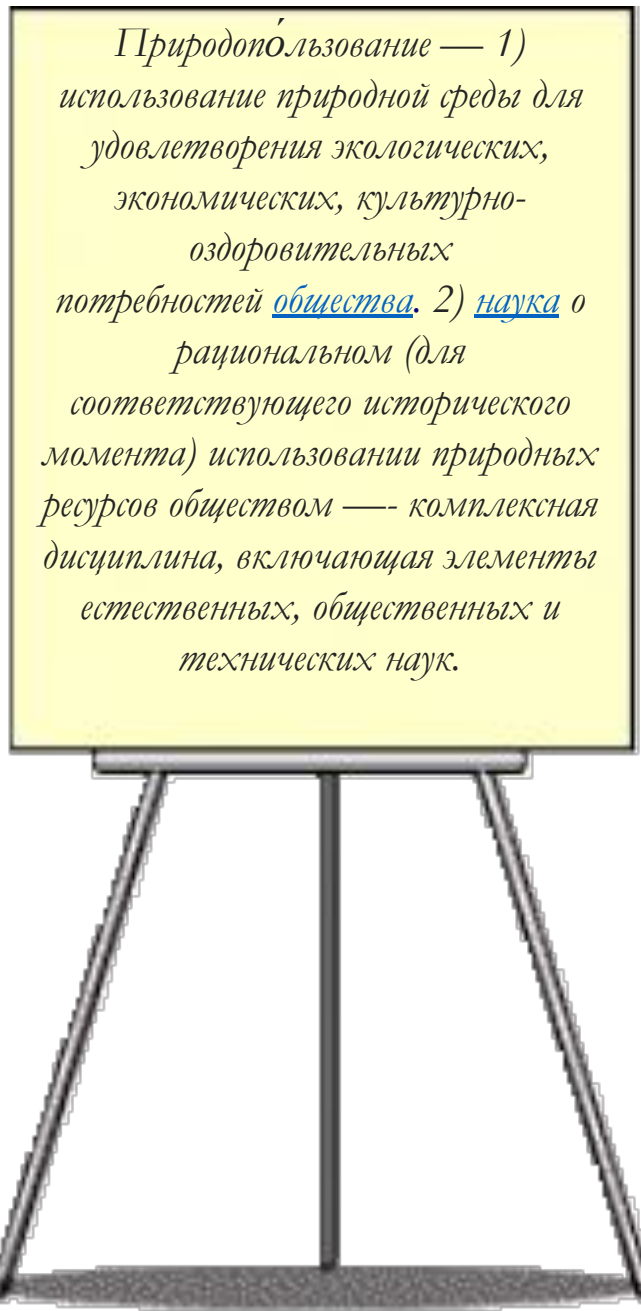 Природопо́льзование — 1)
использование природной среды для
удовлетворения экологических,
экономических, культурно-
оздоровительных
потребностей общества. 2) наука о
рациональном (для
соответствующего исторического
момента) использовании природных
ресурсов обществом —- комплексная
дисциплина, включающая элементы
естественных, общественных и
технических наук.